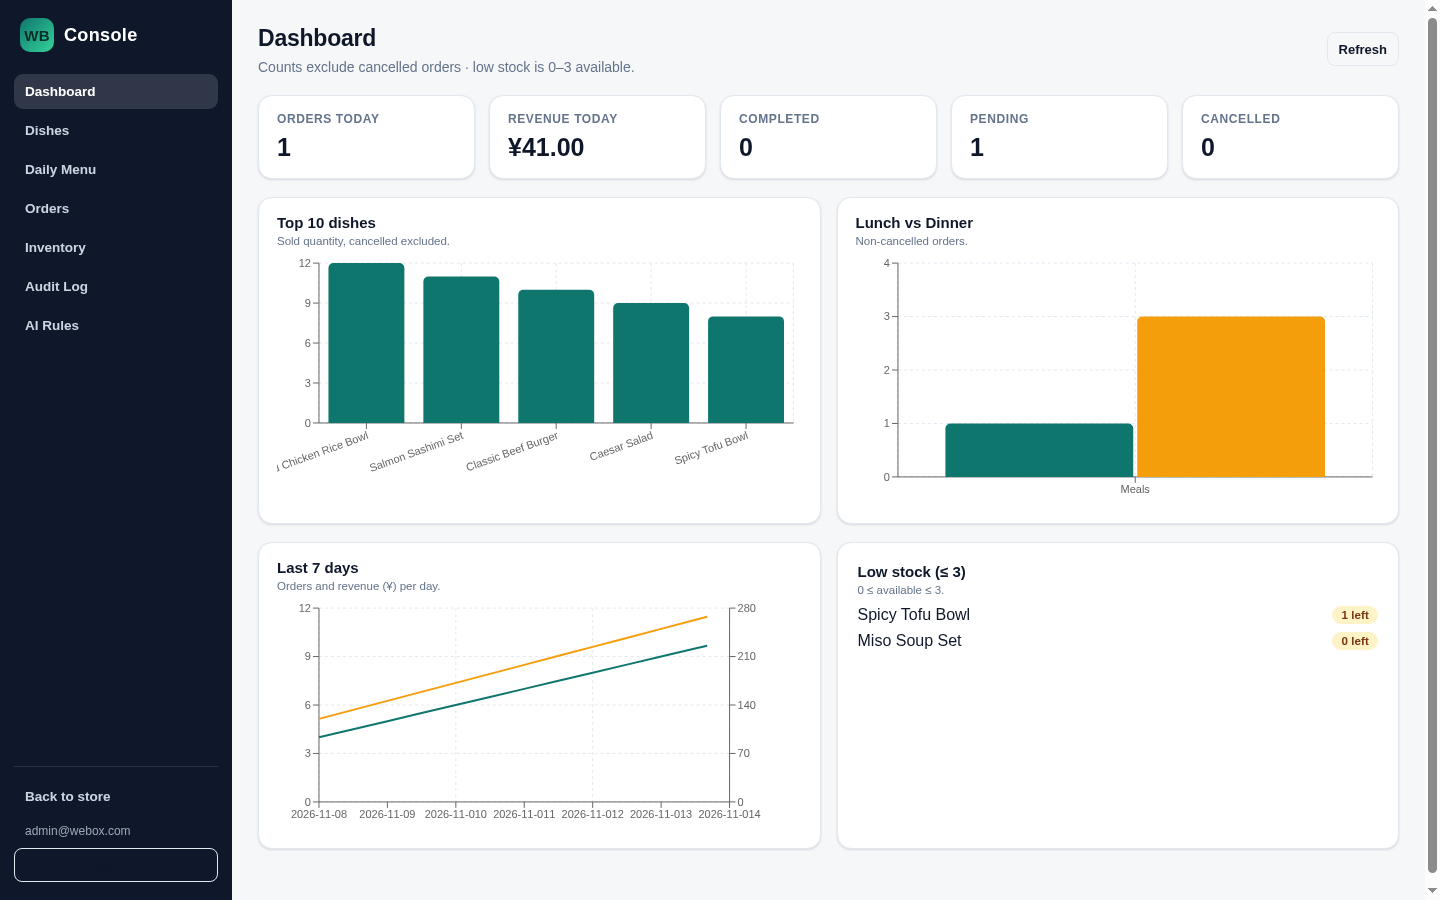 WB Console
Dashboard
Dishes
Daily Menu
Orders
Inventory
Audit Log
AI Rules
Back to store
admin@webox.com
Dashboard
Counts exclude cancelled orders · low stock is 0–3 available.
Refresh
ORDERS TODAY
1
REVENUE TODAY
¥41.00
COMPLETED
0
PENDING
1
CANCELLED
0
Top 10 dishes
Sold quantity, cancelled excluded.
12
9
6
3
0
Chicken Rice Bowl
Salmon Sashimi Set
Classic Beef Burger
Caesar Salad
Spicy Tofu Bowl
Lunch vs Dinner
Non-cancelled orders.
4
3
2
1
0
Meals
Last 7 days
Orders and revenue (¥) per day.
12
9
6
3
0
280
210
140
70
0
2026-11-08 2026-11-09 2026-11-010 2026-11-011 2026-11-012 2026-11-013 2026-11-014
Low stock (≤ 3)
0 ≤ available ≤ 3.
Spicy Tofu Bowl 1 left
Miso Soup Set 0 left